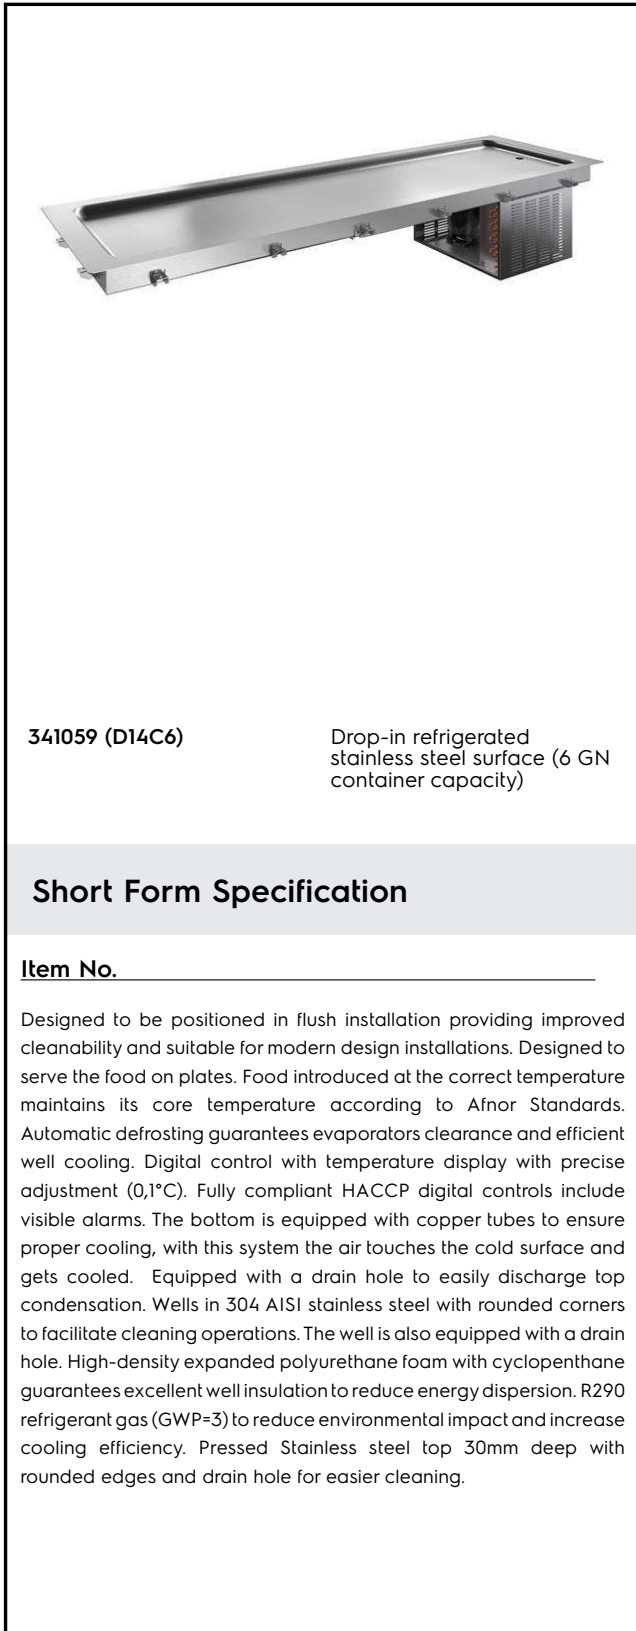 341059 (D14C6)
Drop-in refrigerated
stainless steel surface (6 GN
container capacity)
Short Form Specification
Item No.
Designed to be positioned in flush installation providing improved
cleanability and suitable for modern design installations. Designed to
serve the food on plates. Food introduced at the correct temperature
maintains its core temperature according to Afnor Standards.
Automatic defrosting guarantees evaporators clearance and efficient
well cooling. Digital control with temperature display with precise
adjustment (0,1°C). Fully compliant HACCP digital controls include
visible alarms. The bottom is equipped with copper tubes to ensure
proper cooling, with this system the air touches the cold surface and
gets cooled. Equipped with a drain hole to easily discharge top
condensation. Wells in 304 AISI stainless steel with rounded corners
to facilitate cleaning operations. The well is also equipped with a drain
hole. High-density expanded polyurethane foam with cyclopenthane
guarantees excellent well insulation to reduce energy dispersion. R290
refrigerant gas (GWP=3) to reduce environmental impact and increase
cooling efficiency. Pressed Stainless steel top 30mm deep with
rounded edges and drain hole for easier cleaning.